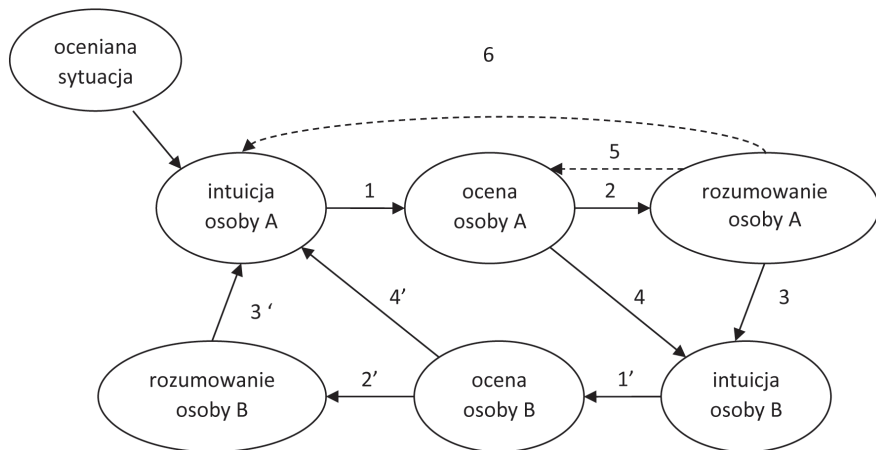 oceniana
sytuacja
6
5
intuicja
osoby A
1
ocena
osoby A
2
rozumowanie
osoby A
3 ‘
4’
4
3
rozumowanie
osoby B
2’
ocena
osoby B
1’
intuicja
osoby B